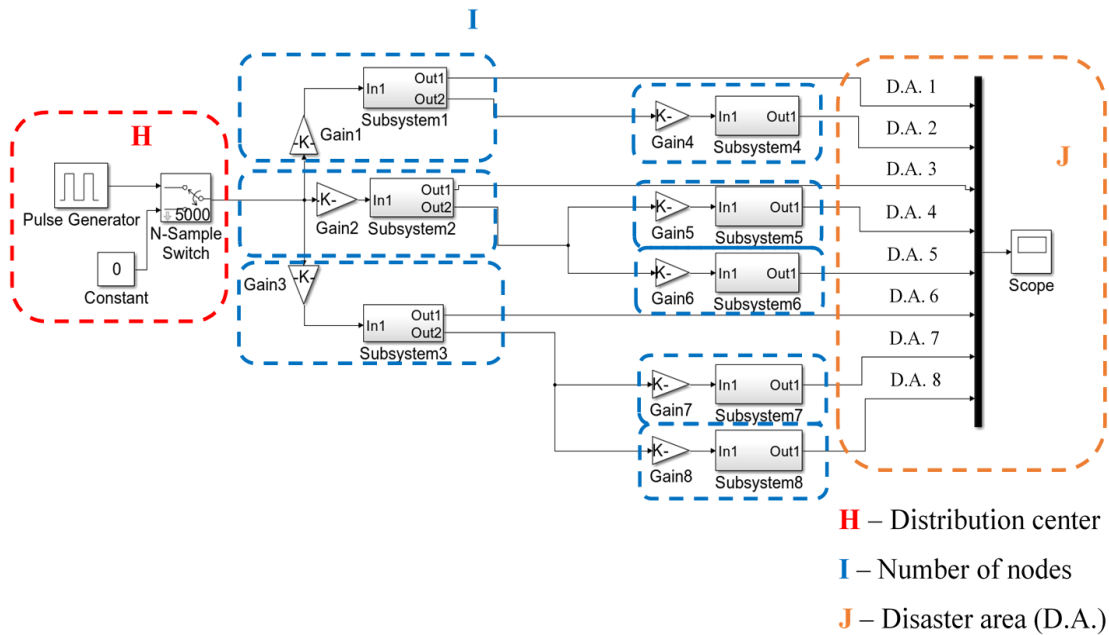 I
H
Pulse Generator
5000
N-Sample
Switch
0
Constant
-K-
Gain1
In1
Out1
Out2
Subsystem1
K-
Gain2
In1
Out1
Out2
Subsystem2
-K-
Gain3
In1
Out1
Out2
Subsystem3
K-
Gain4
In1
Out1
Subsystem4
K-
Gain5
In1
Out1
Subsystem5
K-
Gain6
In1
Out1
Subsystem6
K-
Gain7
In1
Out1
Subsystem7
K-
Gain8
In1
Out1
Subsystem8
D.A. 1
D.A. 2
D.A. 3
D.A. 4
D.A. 5
D.A. 6
D.A. 7
D.A. 8
J
Scope
H – Distribution center
I – Number of nodes
J – Disaster area (D.A.)